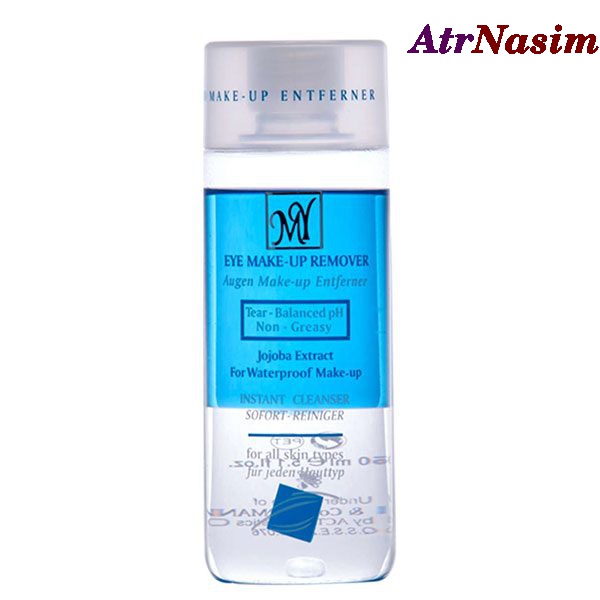 AtrNasim
MAKE-UP ENTFERNER
MY
EYE MAKE-UP REMOVER
Augen Make-up Entferner
Tear-Balanced pH
Non - Greasy
Jojoba Extract
For Waterproof Make-up
INSTANT CLEANSER
SOFORT-REINIGER
PET
for all skin types
für jeden Hauttyp